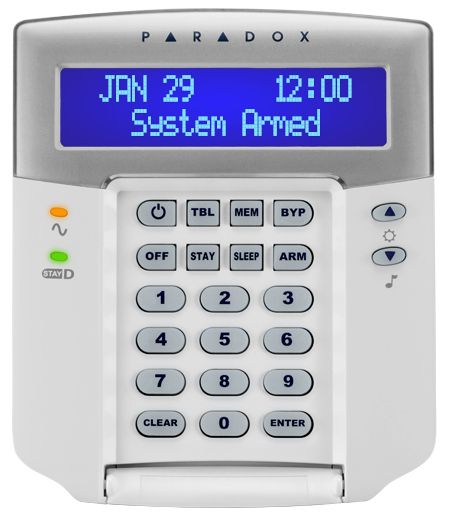 PARADOX
JAN 29 12:00
System Armed
TBL MEM BYP
OFF STAY SLEEP ARM
STAY D
1 2 3
4 5 6
7 8 9
CLEAR 0 ENTER